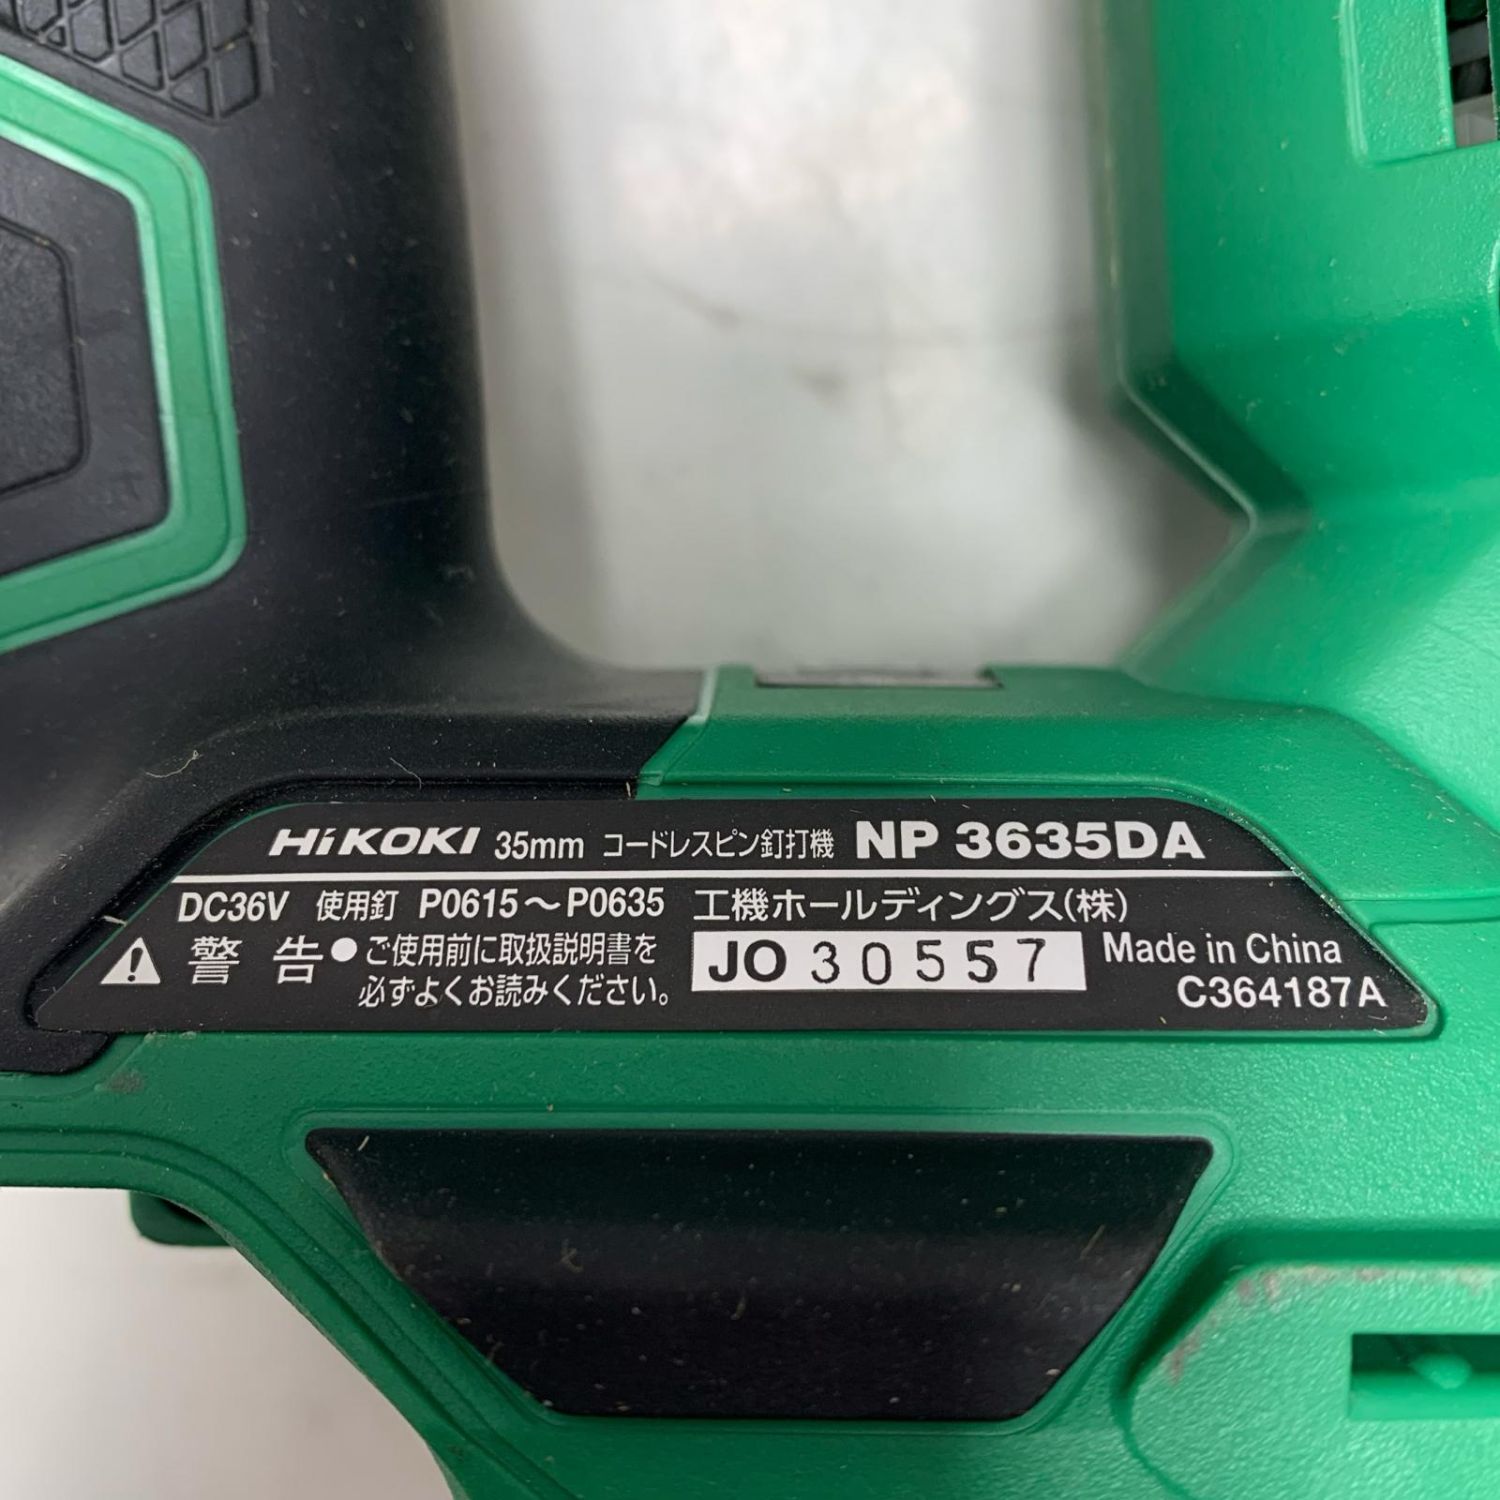 HiKOKI 35mm コードレスピン釘打機 NP 3635DA
DC36V 使用釘 P0615～P0635 工機ホールディングス(株)
警告 ●ご使用前に取扱説明書を
必ずよくお読みください。
JO 30557 Made in China
C364187A